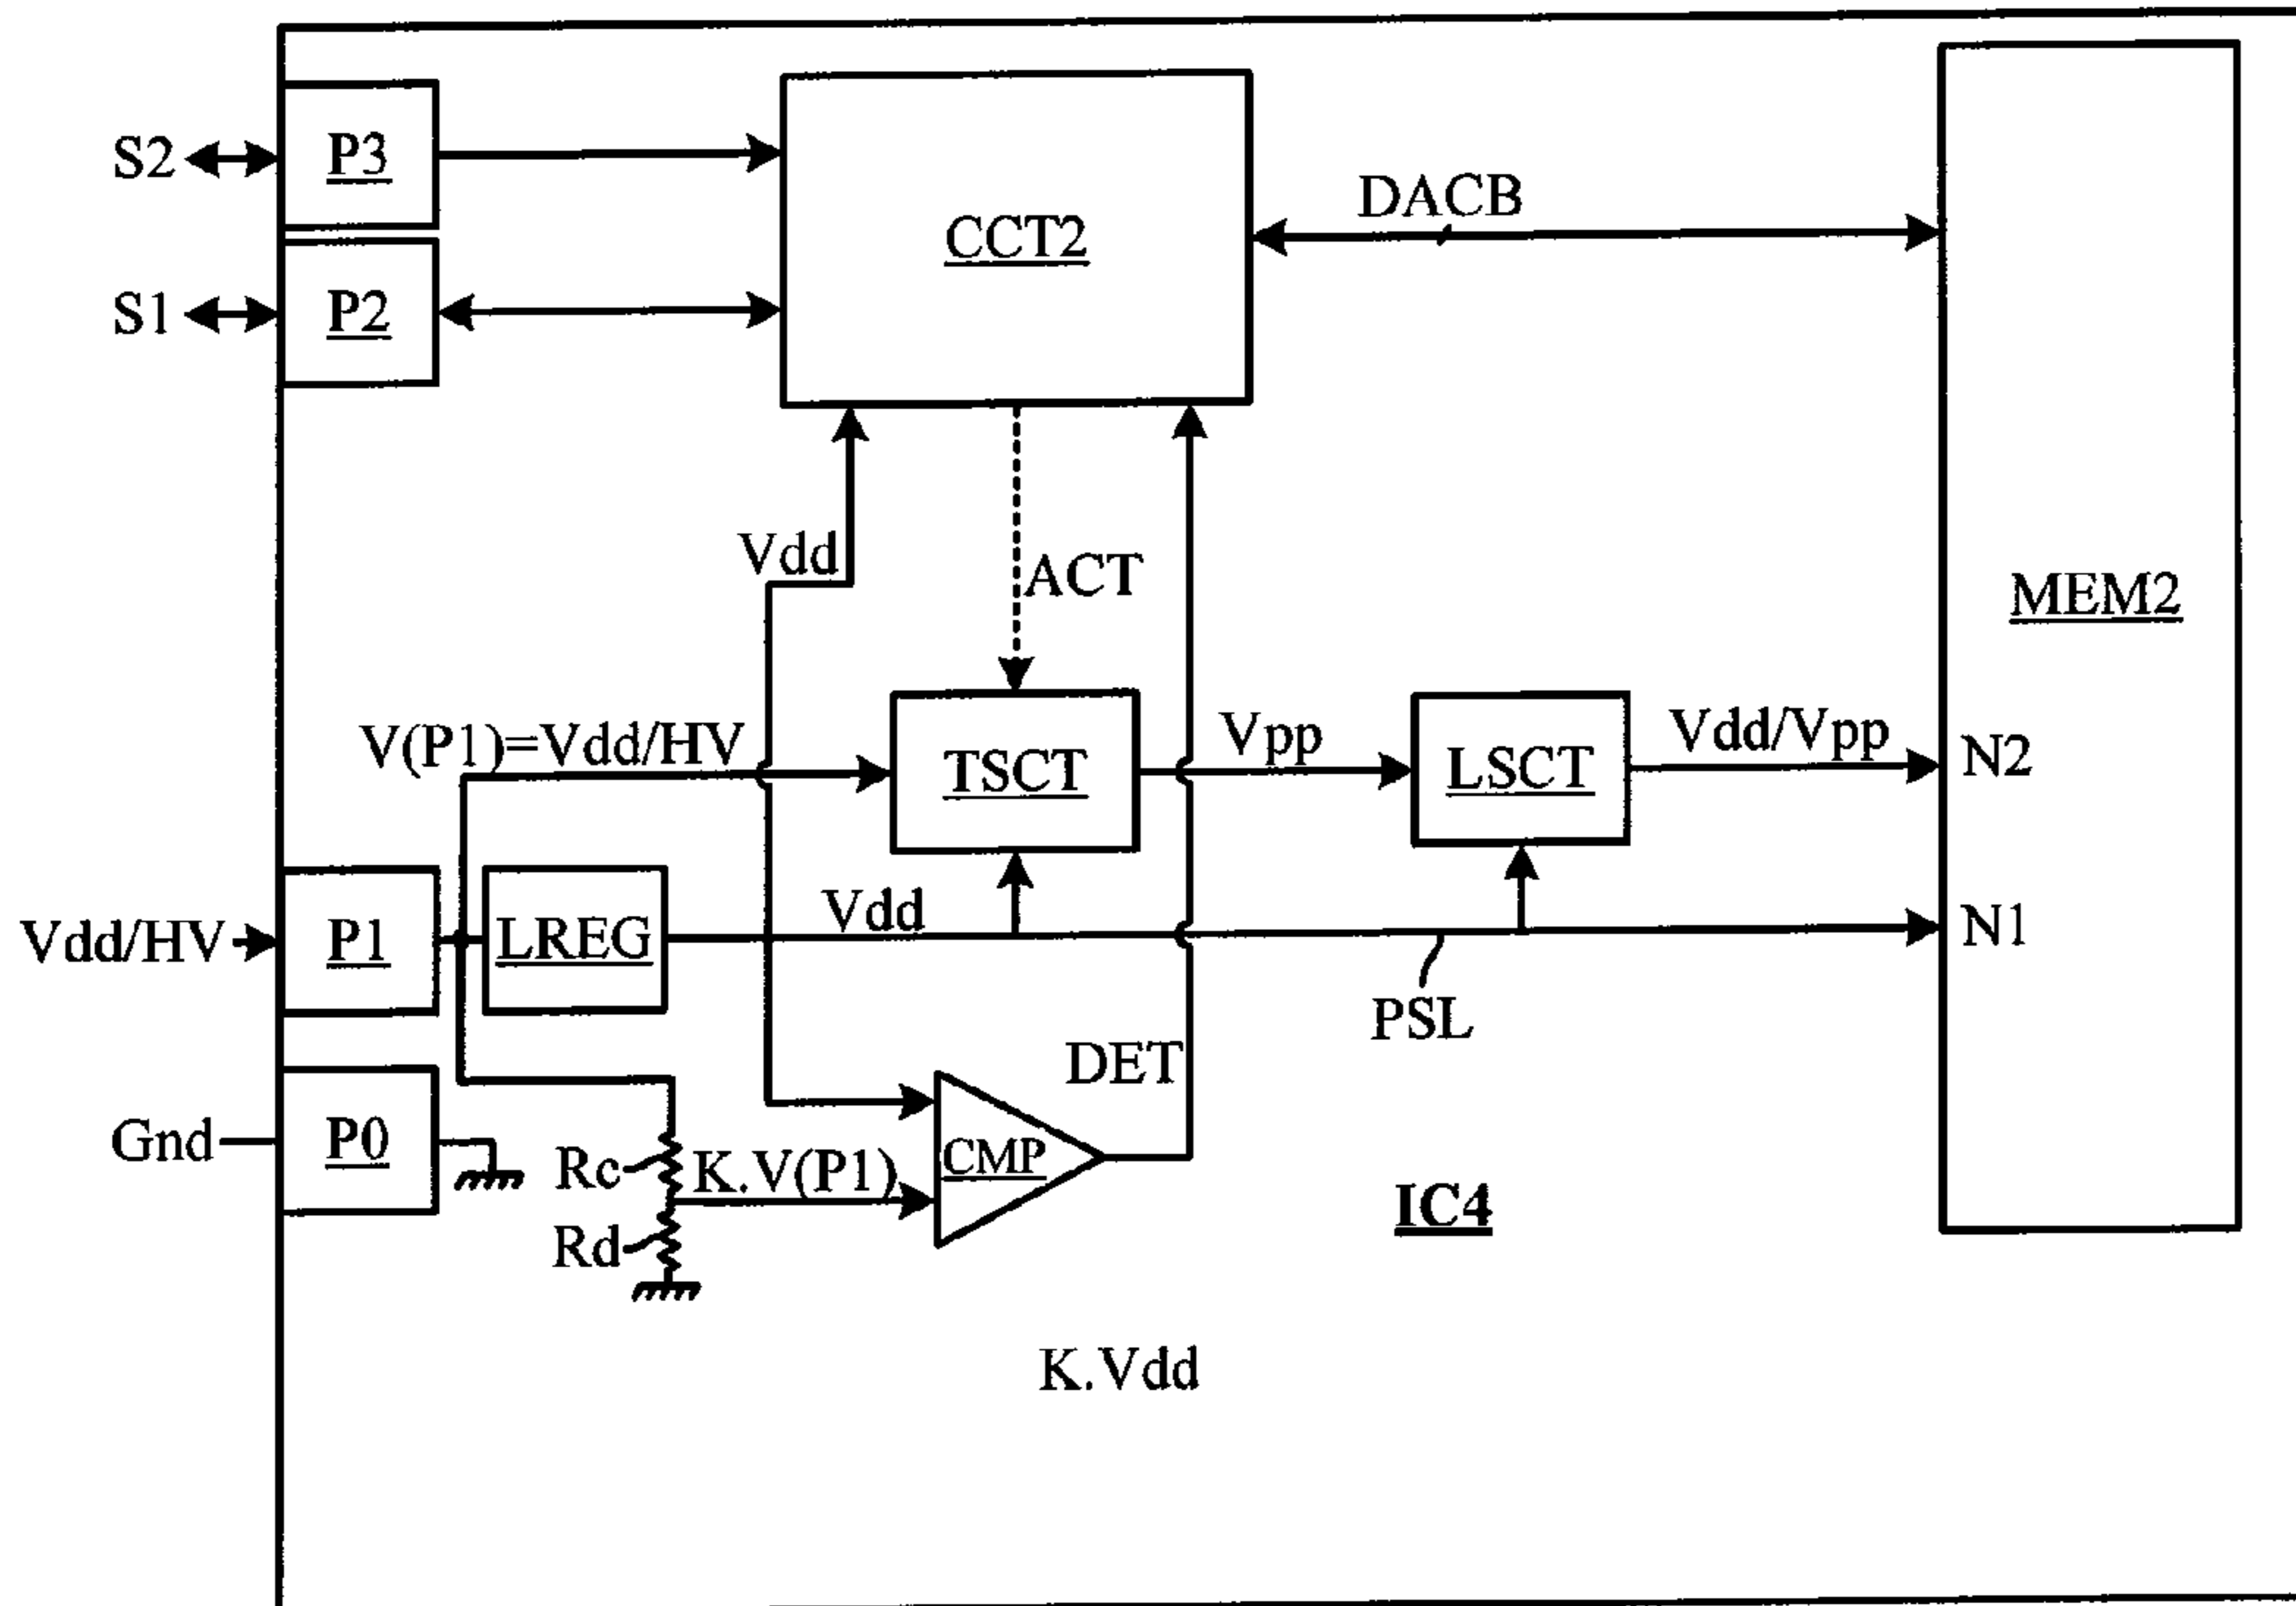 S2
P3
CCT2
DACB
S1
P2
Vdd
ACT
MEM2
V(P1)=Vdd/HV
TSCT
Vpp
LSCT
Vdd/Vpp
N2
Vdd/HV
P1
LREG
Vdd
N1
PSL
Gnd
P0
DET
Rc
K.V(P1)
CMP
Rd
IC4
K.Vdd